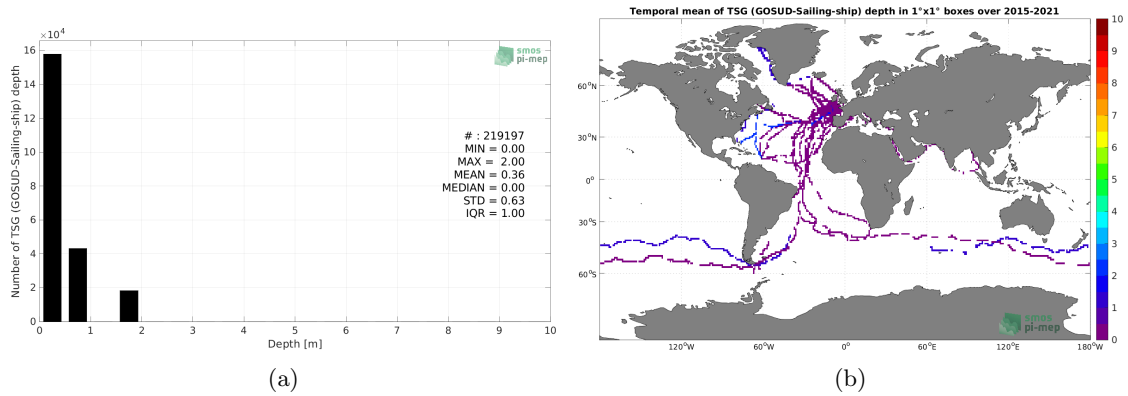 ×10⁴
16
14
12
10
8
6
4
2
0
Number of TSG (GOSUD-Sailing-ship) depth
smos
pi-mep
# : 219197
MIN = 0.00
MAX = 2.00
MEAN = 0.36
MEDIAN = 0.00
STD = 0.63
IQR = 1.00
0 1 2 3 4 5 6 7 8 9 10
Depth [m]
(a)
Temporal mean of TSG (GOSUD-Sailing-ship) depth in 1°x1° boxes over 2015-2021
60°N
30°N
0°
30°S
60°S
smos
pi-mep
120°W 60°W 0° 60°E 120°E 180°W
10
9
8
7
6
5
4
3
2
1
0
(b)